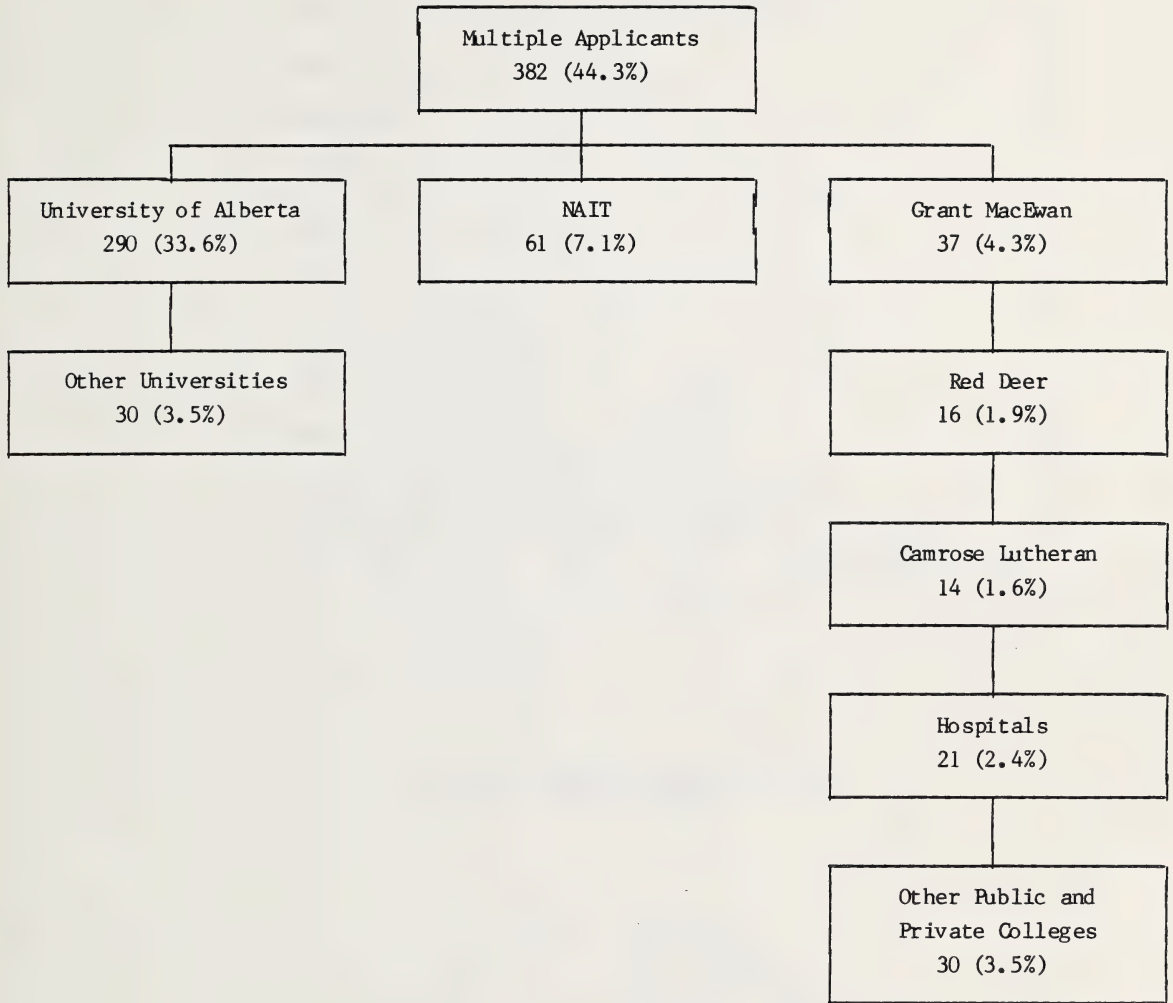 Multiple Applicants
382 (44.3%)
University of Alberta
290 (33.6%)
NAIT
61 (7.1%)
Grant MacEwan
37 (4.3%)
Other Universities
30 (3.5%)
Red Deer
16 (1.9%)
Camrose Lutheran
14 (1.6%)
Hospitals
21 (2.4%)
Other Public and
Private Colleges
30 (3.5%)